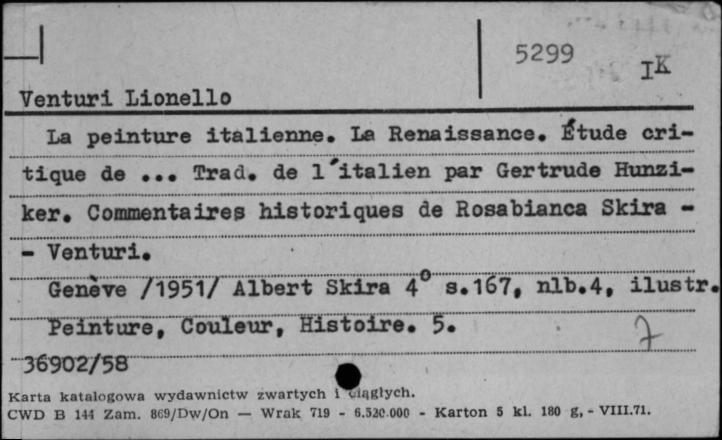 5299
IK
Venturi Lionello
La peinture italienne. La Renaissance. Étude cri-
tique de ... Trad. de l'italien par Gertrude Hunzi-
ker. Commentaires historiques de Rosabianca Skira -
- Venturi.
Genève /1951/ Albert Skira 4° s.167, nlb.4, ilustr.
Peinture, Couleur, Histoire. 5.
7
36902/58
Karta katalogowa wydawnictw zwartych i ciągłych.
CWD B 144 Zam. 869/Dw/On — Wrak 719 - 6.520.000 - Karton 5 kl. 180 g, - VIII.71.